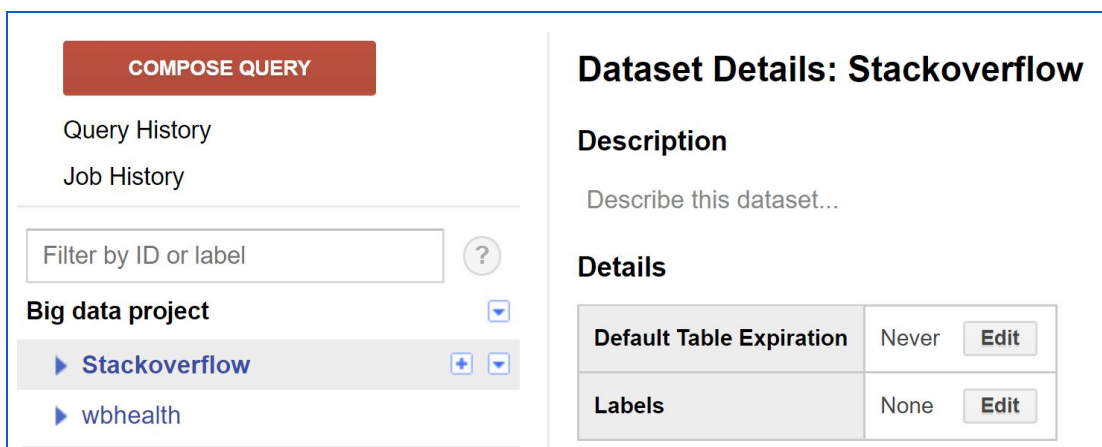 COMPOSE QUERY
Query History
Job History
Filter by ID or label
?
Big data project
Stackoverflow
wbhealth
Dataset Details: Stackoverflow
Description
Describe this dataset...
Details
Default Table Expiration Never Edit
Labels None Edit